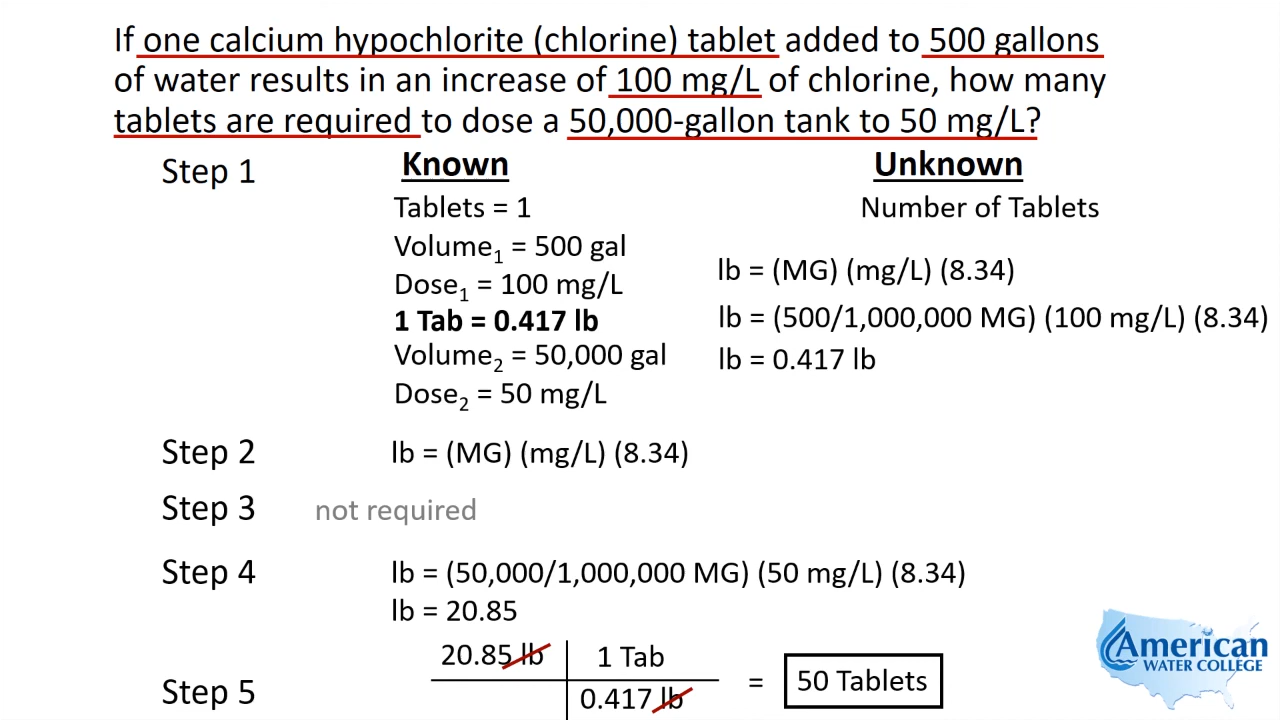 If one calcium hypochlorite (chlorine) tablet added to 500 gallons
of water results in an increase of 100 mg/L of chlorine, how many
tablets are required to dose a 50,000-gallon tank to 50 mg/L?
Step 1
Known
Tablets = 1
Volume₁ = 500 gal
Dose₁ = 100 mg/L
1 Tab = 0.417 lb
Volume₂ = 50,000 gal
Dose₂ = 50 mg/L
Unknown
Number of Tablets
lb = (MG) (mg/L) (8.34)
lb = (500/1,000,000 MG) (100 mg/L) (8.34)
lb = 0.417 lb
Step 2
lb = (MG) (mg/L) (8.34)
Step 3
not required
Step 4
lb = (50,000/1,000,000 MG) (50 mg/L) (8.34)
lb = 20.85
Step 5
20.85 lb
1 Tab
0.417 lb
=
50 Tablets
American
WATER COLLEGE